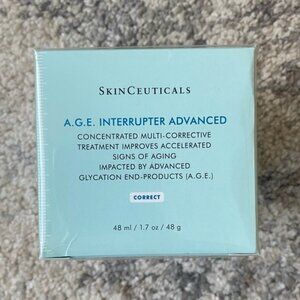 SKINCEUTICALS
A.G.E. INTERRUPTER ADVANCED
CONCENTRATED MULTI-CORRECTIVE
TREATMENT IMPROVES ACCELERATED
SIGNS OF AGING
IMPACTED BY ADVANCED
GLYCATION END-PRODUCTS (A.G.E.)
CORRECT
48 ml / 1.7 oz / 48 g